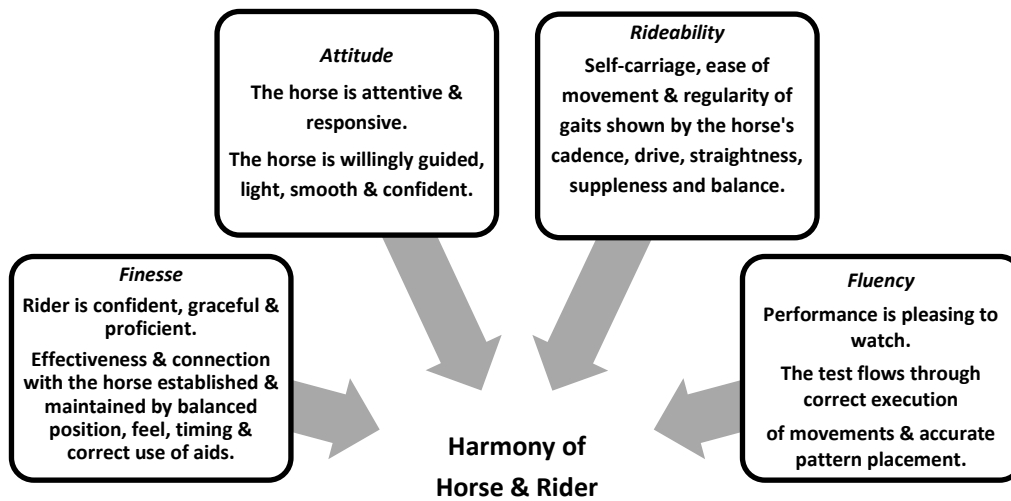 Attitude
The horse is attentive &
responsive.
The horse is willingly guided,
light, smooth & confident.
Rideability
Self-carriage, ease of
movement & regularity of
gaits shown by the horse's
cadence, drive, straightness,
suppleness and balance.
Finesse
Rider is confident, graceful &
proficient.
Effectiveness & connection
with the horse established &
maintained by balanced
position, feel, timing &
correct use of aids.
Fluency
Performance is pleasing to
watch.
The test flows through
correct execution
of movements & accurate
pattern placement.
Harmony of
Horse & Rider